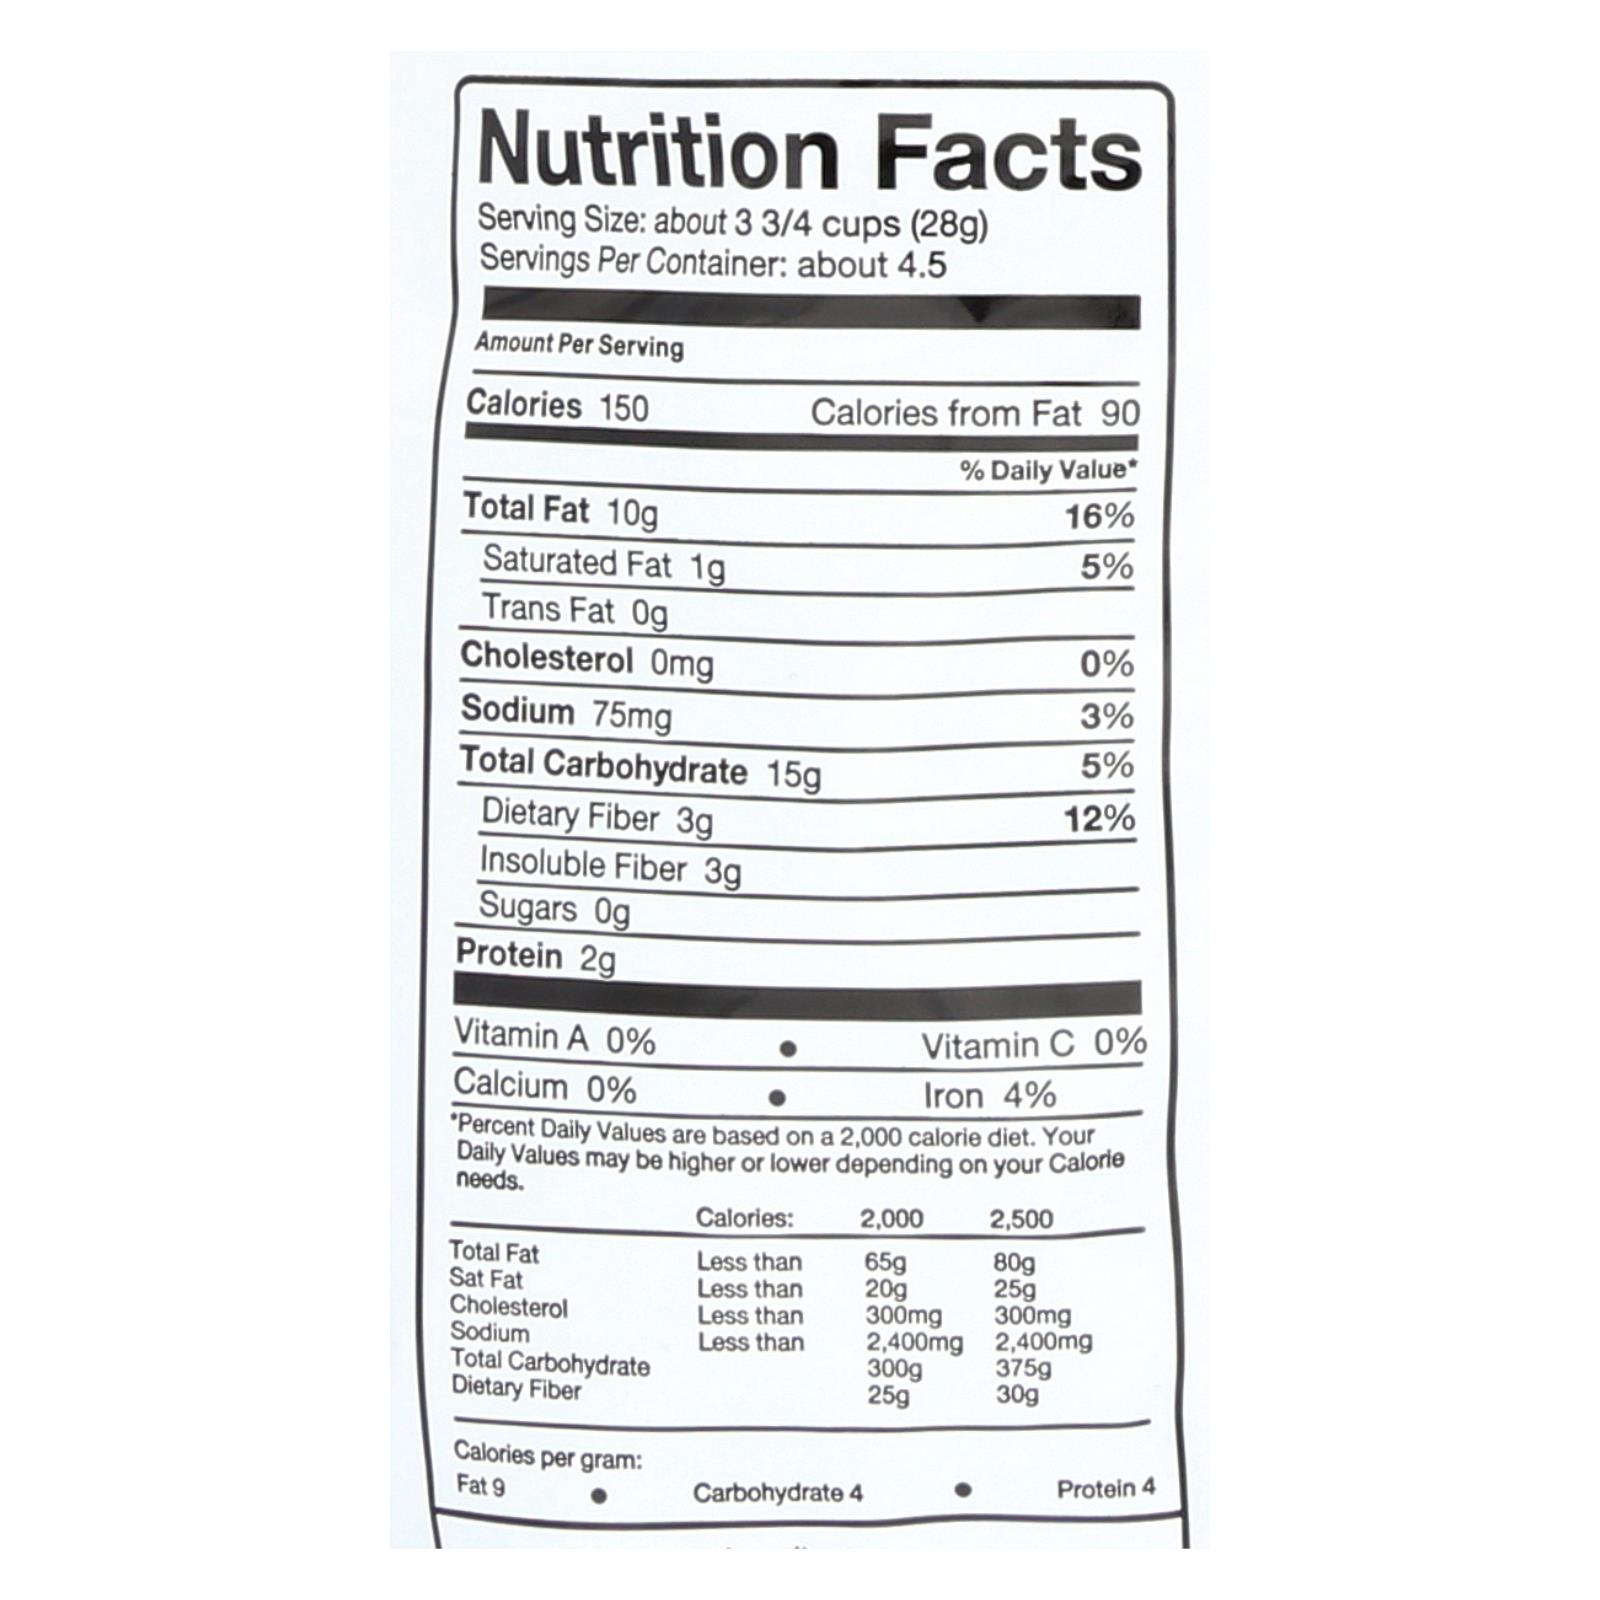 Nutrition Facts
Serving Size: about 3 3/4 cups (28g)
Servings Per Container: about 4.5
Amount Per Serving
Calories 150 Calories from Fat 90
% Daily Value*
Total Fat 10g 16%
Saturated Fat 1g 5%
Trans Fat 0g
Cholesterol 0mg 0%
Sodium 75mg 3%
Total Carbohydrate 15g 5%
Dietary Fiber 3g 12%
Insoluble Fiber 3g
Sugars 0g
Protein 2g
Vitamin A 0% • Vitamin C 0%
Calcium 0% • Iron 4%
*Percent Daily Values are based on a 2,000 calorie diet. Your
Daily Values may be higher or lower depending on your Calorie
needs.
Calories: 2,000 2,500
Total Fat Less than 65g 80g
Sat Fat Less than 20g 25g
Cholesterol Less than 300mg 300mg
Sodium Less than 2,400mg 2,400mg
Total Carbohydrate 300g 375g
Dietary Fiber 25g 30g
Calories per gram:
Fat 9 • Carbohydrate 4 • Protein 4